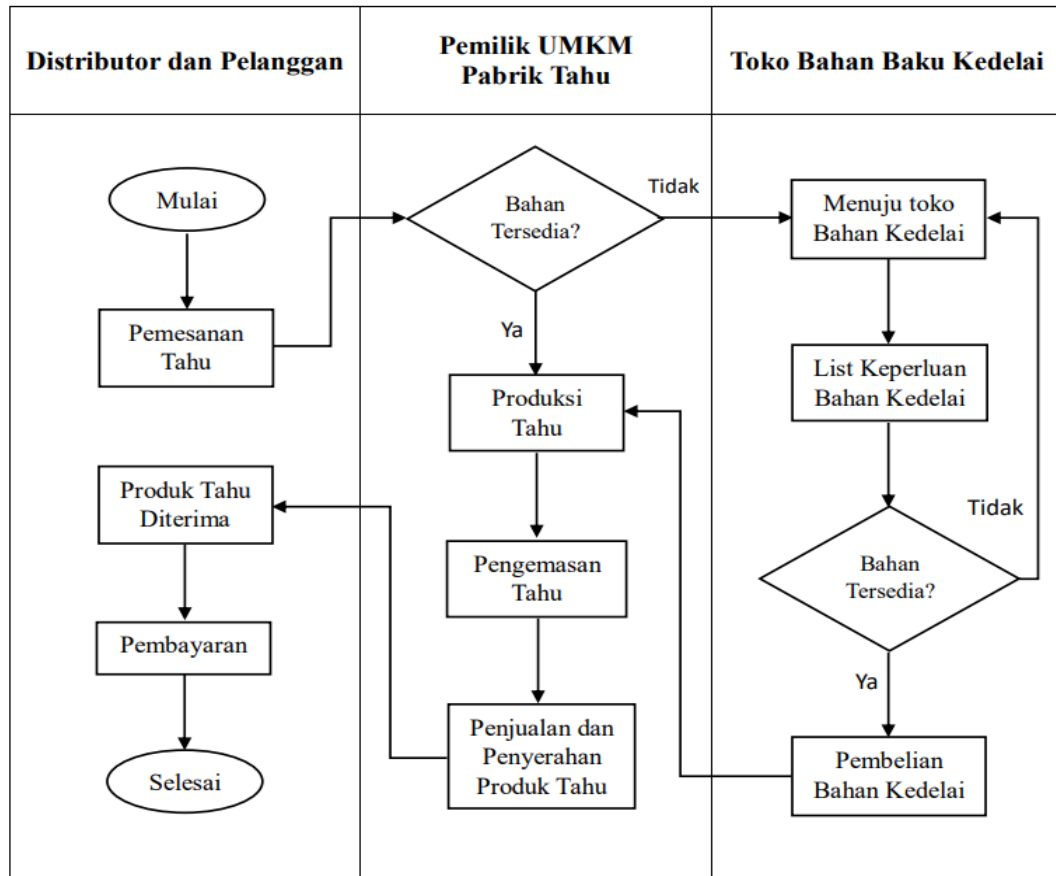 Distributor dan Pelanggan
Pemilik UMKM
Pabrik Tahu
Toko Bahan Baku Kedelai
Mulai
Pemesanan
Tahu
Produk Tahu
Diterima
Pembayaran
Selesai
Bahan
Tersedia?
Tidak
Ya
Produksi
Tahu
Pengemasan
Tahu
Penjualan dan
Penyerahan
Produk Tahu
Menuju toko
Bahan Kedelai
List Keperluan
Bahan Kedelai
Bahan
Tersedia?
Tidak
Ya
Pembelian
Bahan Kedelai